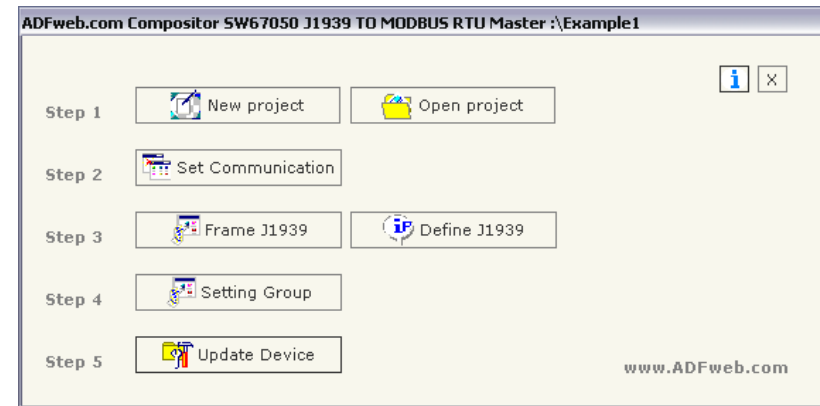 ADFweb.com Compositor SW67050 J1939 TO MODBUS RTU Master :\Example1
i X
Step 1 New project Open project
Step 2 Set Communication
Step 3 Frame J1939 Define J1939
Step 4 Setting Group
Step 5 Update Device
www.ADFweb.com